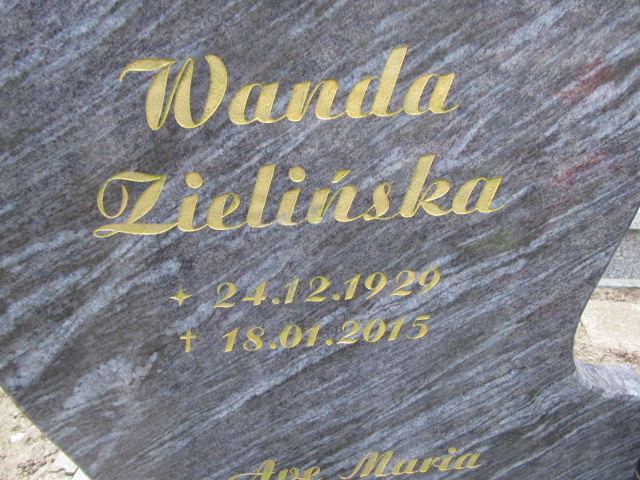 Wanda
Zielińska
✦ 24.12.1929
✝ 18.01.2015
Ave Maria